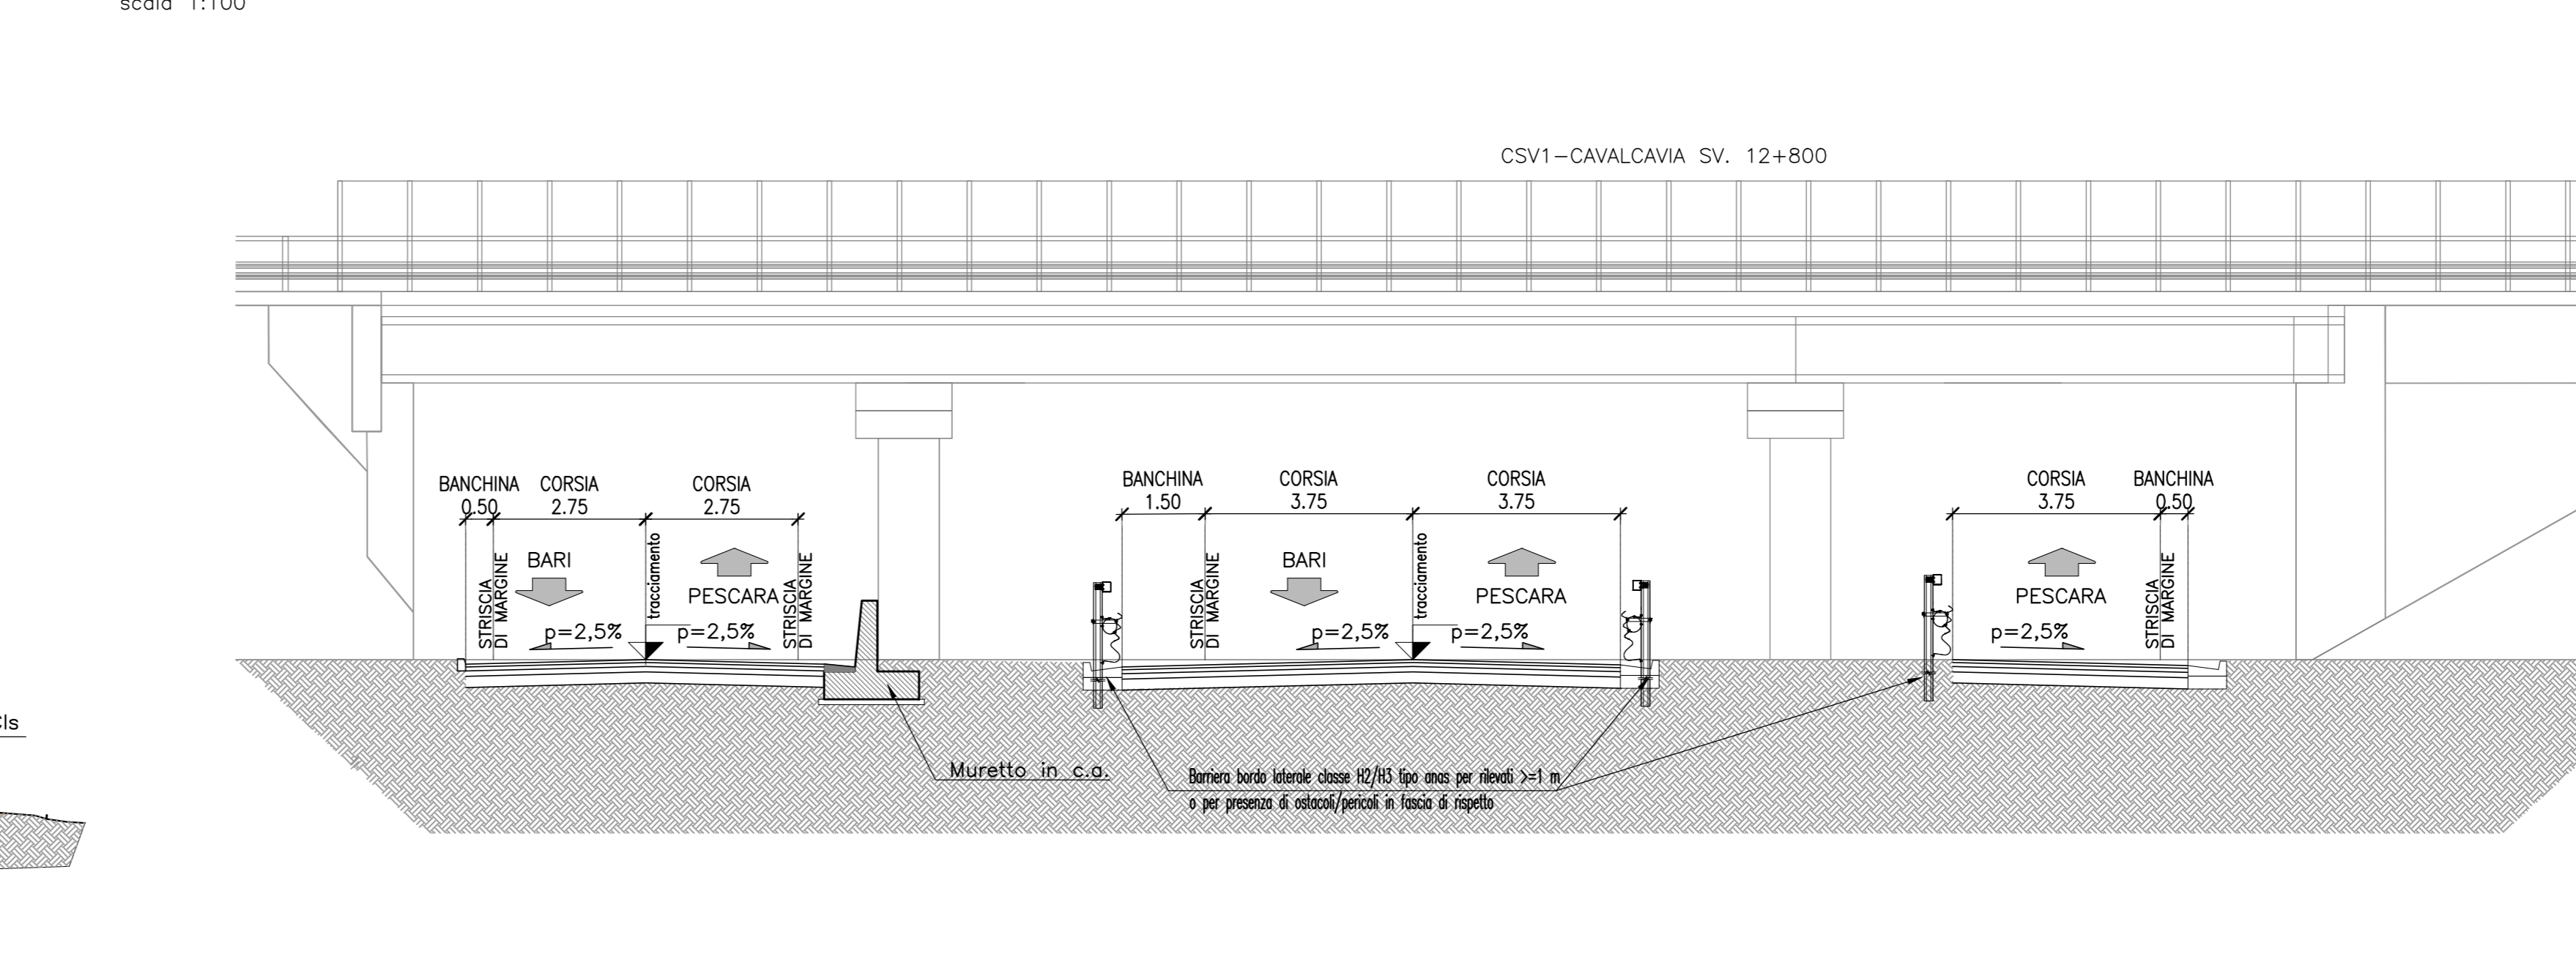 scala 1:100
CSV1-CAVALCAVIA SV. 12+800
BANCHINA
0.50
CORSIA
2.75
CORSIA
2.75
STRISCIA
DI MARGINE
BARI
p=2,5%
tracciamento
PESCARA
p=2,5%
STRISCIA
DI MARGINE
BANCHINA
1.50
CORSIA
3.75
CORSIA
3.75
STRISCIA
DI MARGINE
BARI
p=2,5%
tracciamento
PESCARA
p=2,5%
CORSIA
3.75
BANCHINA
0.50
PESCARA
p=2,5%
STRISCIA
DI MARGINE
Muretto in c.a.
Barriera bordo laterale classe H2/H3 tipo anas per rilevati >=1 m
o per presenza di ostacoli/pericoli in fascia di rispetto